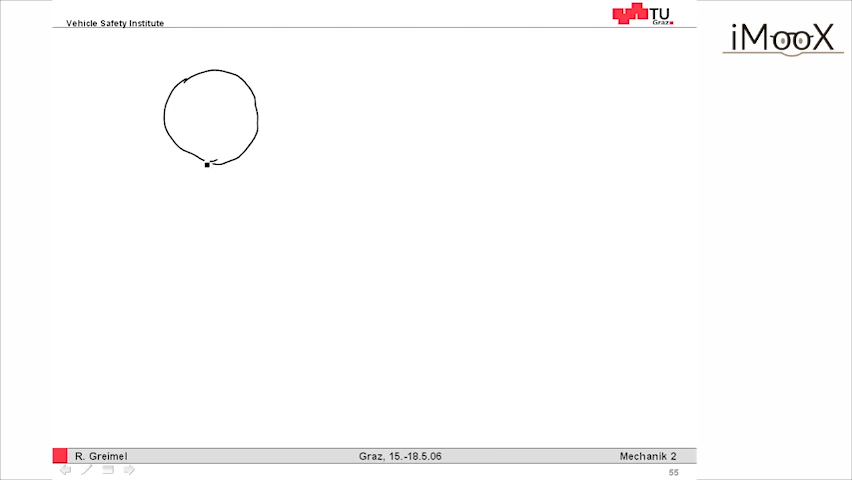 Vehicle Safety Institute
TU
Graz
iMooX
R. Greimel
Graz, 15.-18.5.06
Mechanik 2
55